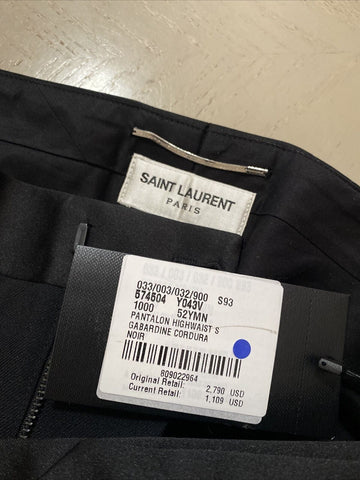 SAINT LAURENT
PARIS
033/003/032/900 S93
574504 Y043V
1000 52YMN
PANTALON HIGHWAIST S
GABARDINE CORDURA
NOIR
809022964
Original Retail: 2,790 USD
Current Retail: 1,109 USD